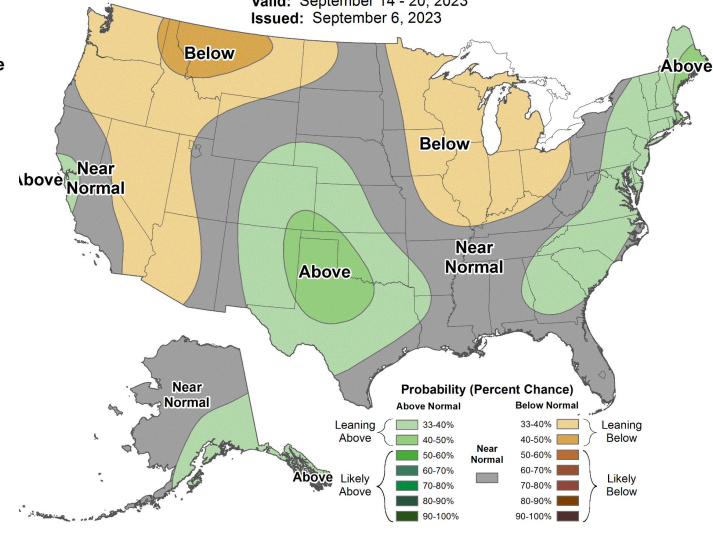 Valid: September 14 - 20, 2023
Issued: September 6, 2023
e
Below
Above
Below
Above
Near
Normal
Near
Normal
Above
Near
Normal
Above
Probability (Percent Chance)
Above Normal
Below Normal
Leaning
Above
33-40%
40-50%
Likely
Above
50-60%
60-70%
70-80%
80-90%
90-100%
Near
Normal
33-40%
40-50%
Leaning
Below
50-60%
60-70%
70-80%
80-90%
90-100%
Likely
Below